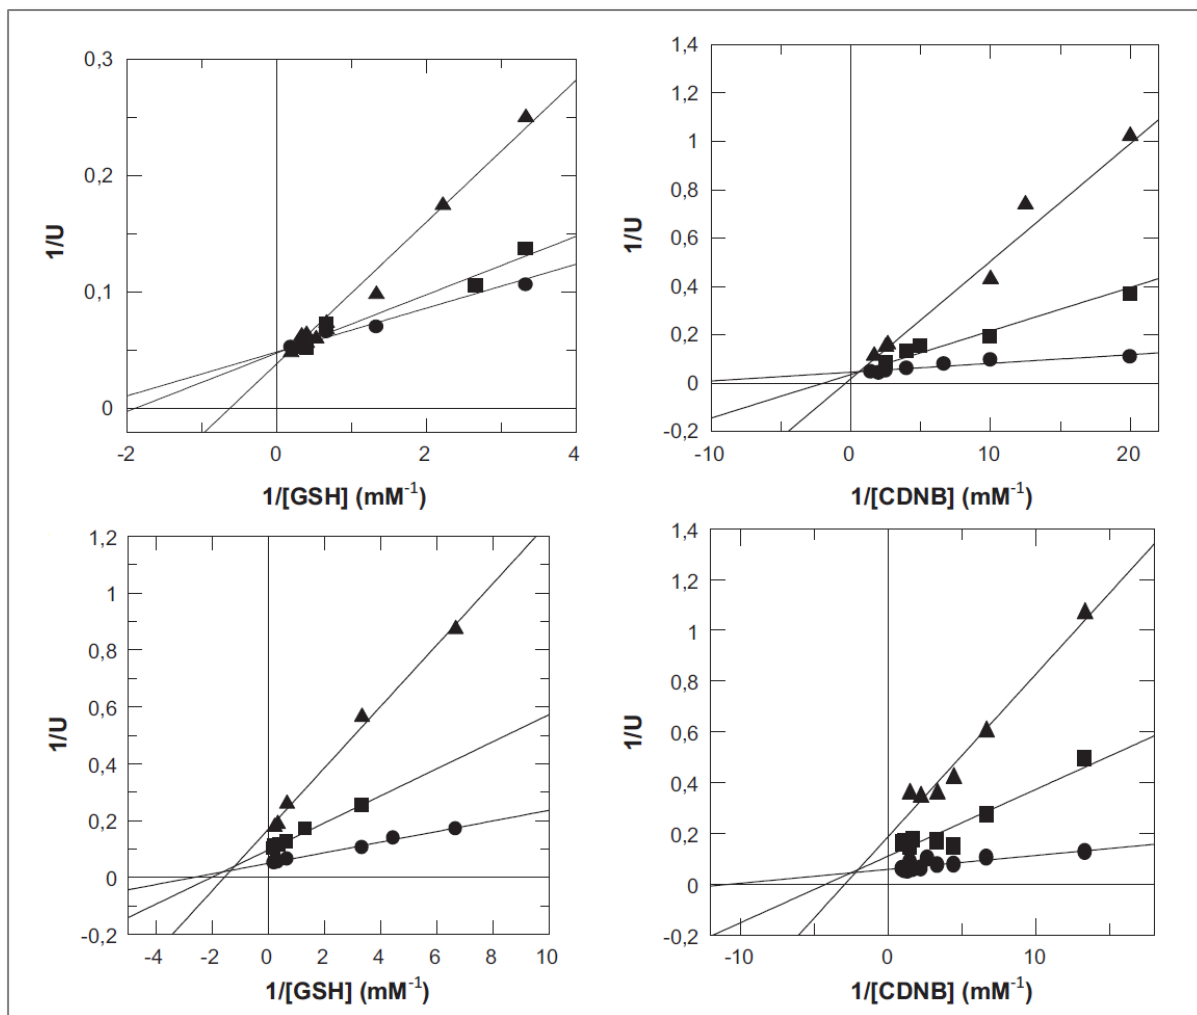 0,3
0,2
0,1
0
1/U
-2 0 2 4
1/[GSH] (mM-1)
1,4
1,2
1
0,8
0,6
0,4
0,2
0
-0,2
1/U
-10 0 10 20
1/[CDNB] (mM-1)
1,2
1
0,8
0,6
0,4
0,2
0
-0,2
1/U
-4 -2 0 2 4 6 8 10
1/[GSH] (mM-1)
1,4
1,2
1
0,8
0,6
0,4
0,2
0
-0,2
1/U
-10 0 10
1/[CDNB] (mM-1)